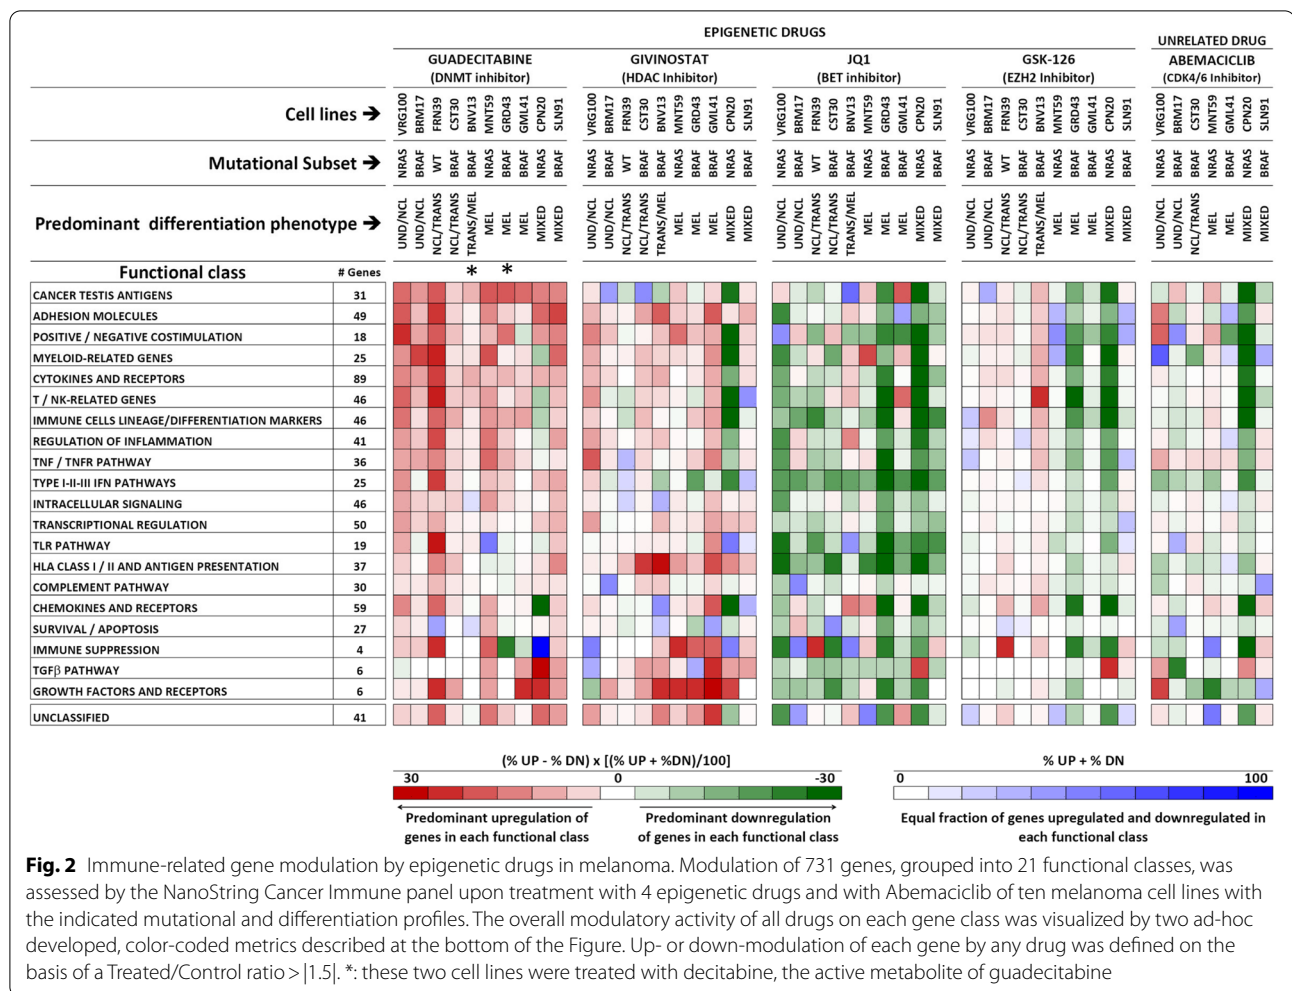 EPIGENETIC DRUGS
UNRELATED DRUG
GUADECITABINE
(DNMT inhibitor)
GIVINOSTAT
(HDAC Inhibitor)
JQ1
(BET inhibitor)
GSK-126
(EZH2 Inhibitor)
ABEMACICLIB
(CDK4/6 Inhibitor)
Cell lines →
VRG100 BRM17 FRN39 CST30 BNV13 MNT59 GRD43 GML41 CPN20 SLN91
VRG100 BRM17 FRN39 CST30 BNV13 MNT59 GRD43 GML41 CPN20 SLN91
VRG100 BRM17 FRN39 CST30 BNV13 MNT59 GRD43 GML41 CPN20 SLN91
VRG100 BRM17 FRN39 CST30 BNV13 MNT59 GRD43 GML41 CPN20 SLN91
VRG100 BRM17 CST30 MNT59 GML41 CPN20 SLN91
Mutational Subset →
NRAS BRAF WT BRAF BRAF NRAS BRAF BRAF NRAS BRAF
NRAS BRAF WT BRAF BRAF NRAS BRAF BRAF NRAS BRAF
NRAS BRAF WT BRAF BRAF NRAS BRAF BRAF NRAS BRAF
NRAS BRAF WT BRAF BRAF NRAS BRAF BRAF NRAS BRAF
NRAS BRAF BRAF NRAS BRAF NRAS BRAF
Predominant differentiation phenotype →
UND/NCL UND/NCL NCL/TRANS NCL/TRANS TRANS/MEL MEL MEL MEL MIXED MIXED
UND/NCL UND/NCL NCL/TRANS NCL/TRANS TRANS/MEL MEL MEL MEL MIXED MIXED
UND/NCL UND/NCL NCL/TRANS NCL/TRANS TRANS/MEL MEL MEL MEL MIXED MIXED
UND/NCL UND/NCL NCL/TRANS NCL/TRANS TRANS/MEL MEL MEL MEL MIXED MIXED
UND/NCL UND/NCL NCL/TRANS MEL MEL MIXED MIXED
Functional class # Genes * *
CANCER TESTIS ANTIGENS 31
ADHESION MOLECULES 49
POSITIVE / NEGATIVE COSTIMULATION 18
MYELOID-RELATED GENES 25
CYTOKINES AND RECEPTORS 89
T / NK-RELATED GENES 46
IMMUNE CELLS LINEAGE/DIFFERENTIATION MARKERS 46
REGULATION OF INFLAMMATION 41
TNF / TNFR PATHWAY 36
TYPE I-II-III IFN PATHWAYS 25
INTRACELLULAR SIGNALING 46
TRANSCRIPTIONAL REGULATION 50
TLR PATHWAY 19
HLA CLASS I / II AND ANTIGEN PRESENTATION 37
COMPLEMENT PATHWAY 30
CHEMOKINES AND RECEPTORS 59
SURVIVAL / APOPTOSIS 27
IMMUNE SUPPRESSION 4
TGFβ PATHWAY 6
GROWTH FACTORS AND RECEPTORS 6
UNCLASSIFIED 41
(% UP - % DN) x [(% UP + %DN)/100]
30 0 -30
Predominant upregulation of genes in each functional class
Predominant downregulation of genes in each functional class
% UP + % DN
0 100
Equal fraction of genes upregulated and downregulated in each functional class
Fig. 2 Immune-related gene modulation by epigenetic drugs in melanoma. Modulation of 731 genes, grouped into 21 functional classes, was
assessed by the NanoString Cancer Immune panel upon treatment with 4 epigenetic drugs and with Abemaciclib of ten melanoma cell lines with
the indicated mutational and differentiation profiles. The overall modulatory activity of all drugs on each gene class was visualized by two ad-hoc
developed, color-coded metrics described at the bottom of the Figure. Up- or down-modulation of each gene by any drug was defined on the
basis of a Treated/Control ratio > |1.5|. *: these two cell lines were treated with decitabine, the active metabolite of guadecitabine